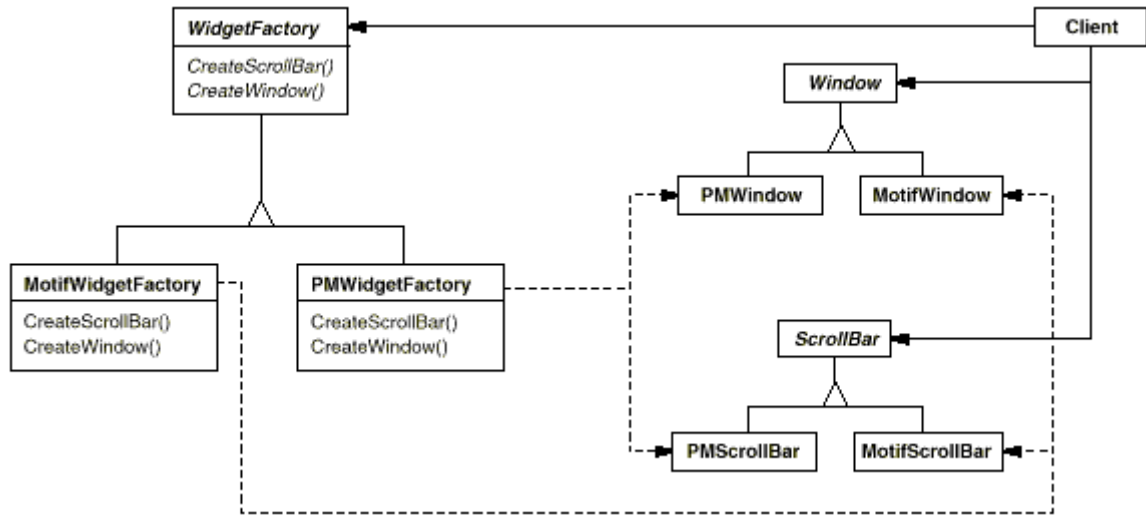 WidgetFactory
CreateScrollBar()
CreateWindow()
Client
Window
PMWindow
MotifWindow
MotifWidgetFactory
CreateScrollBar()
CreateWindow()
PMWidgetFactory
CreateScrollBar()
CreateWindow()
ScrollBar
PMScrollBar
MotifScrollBar